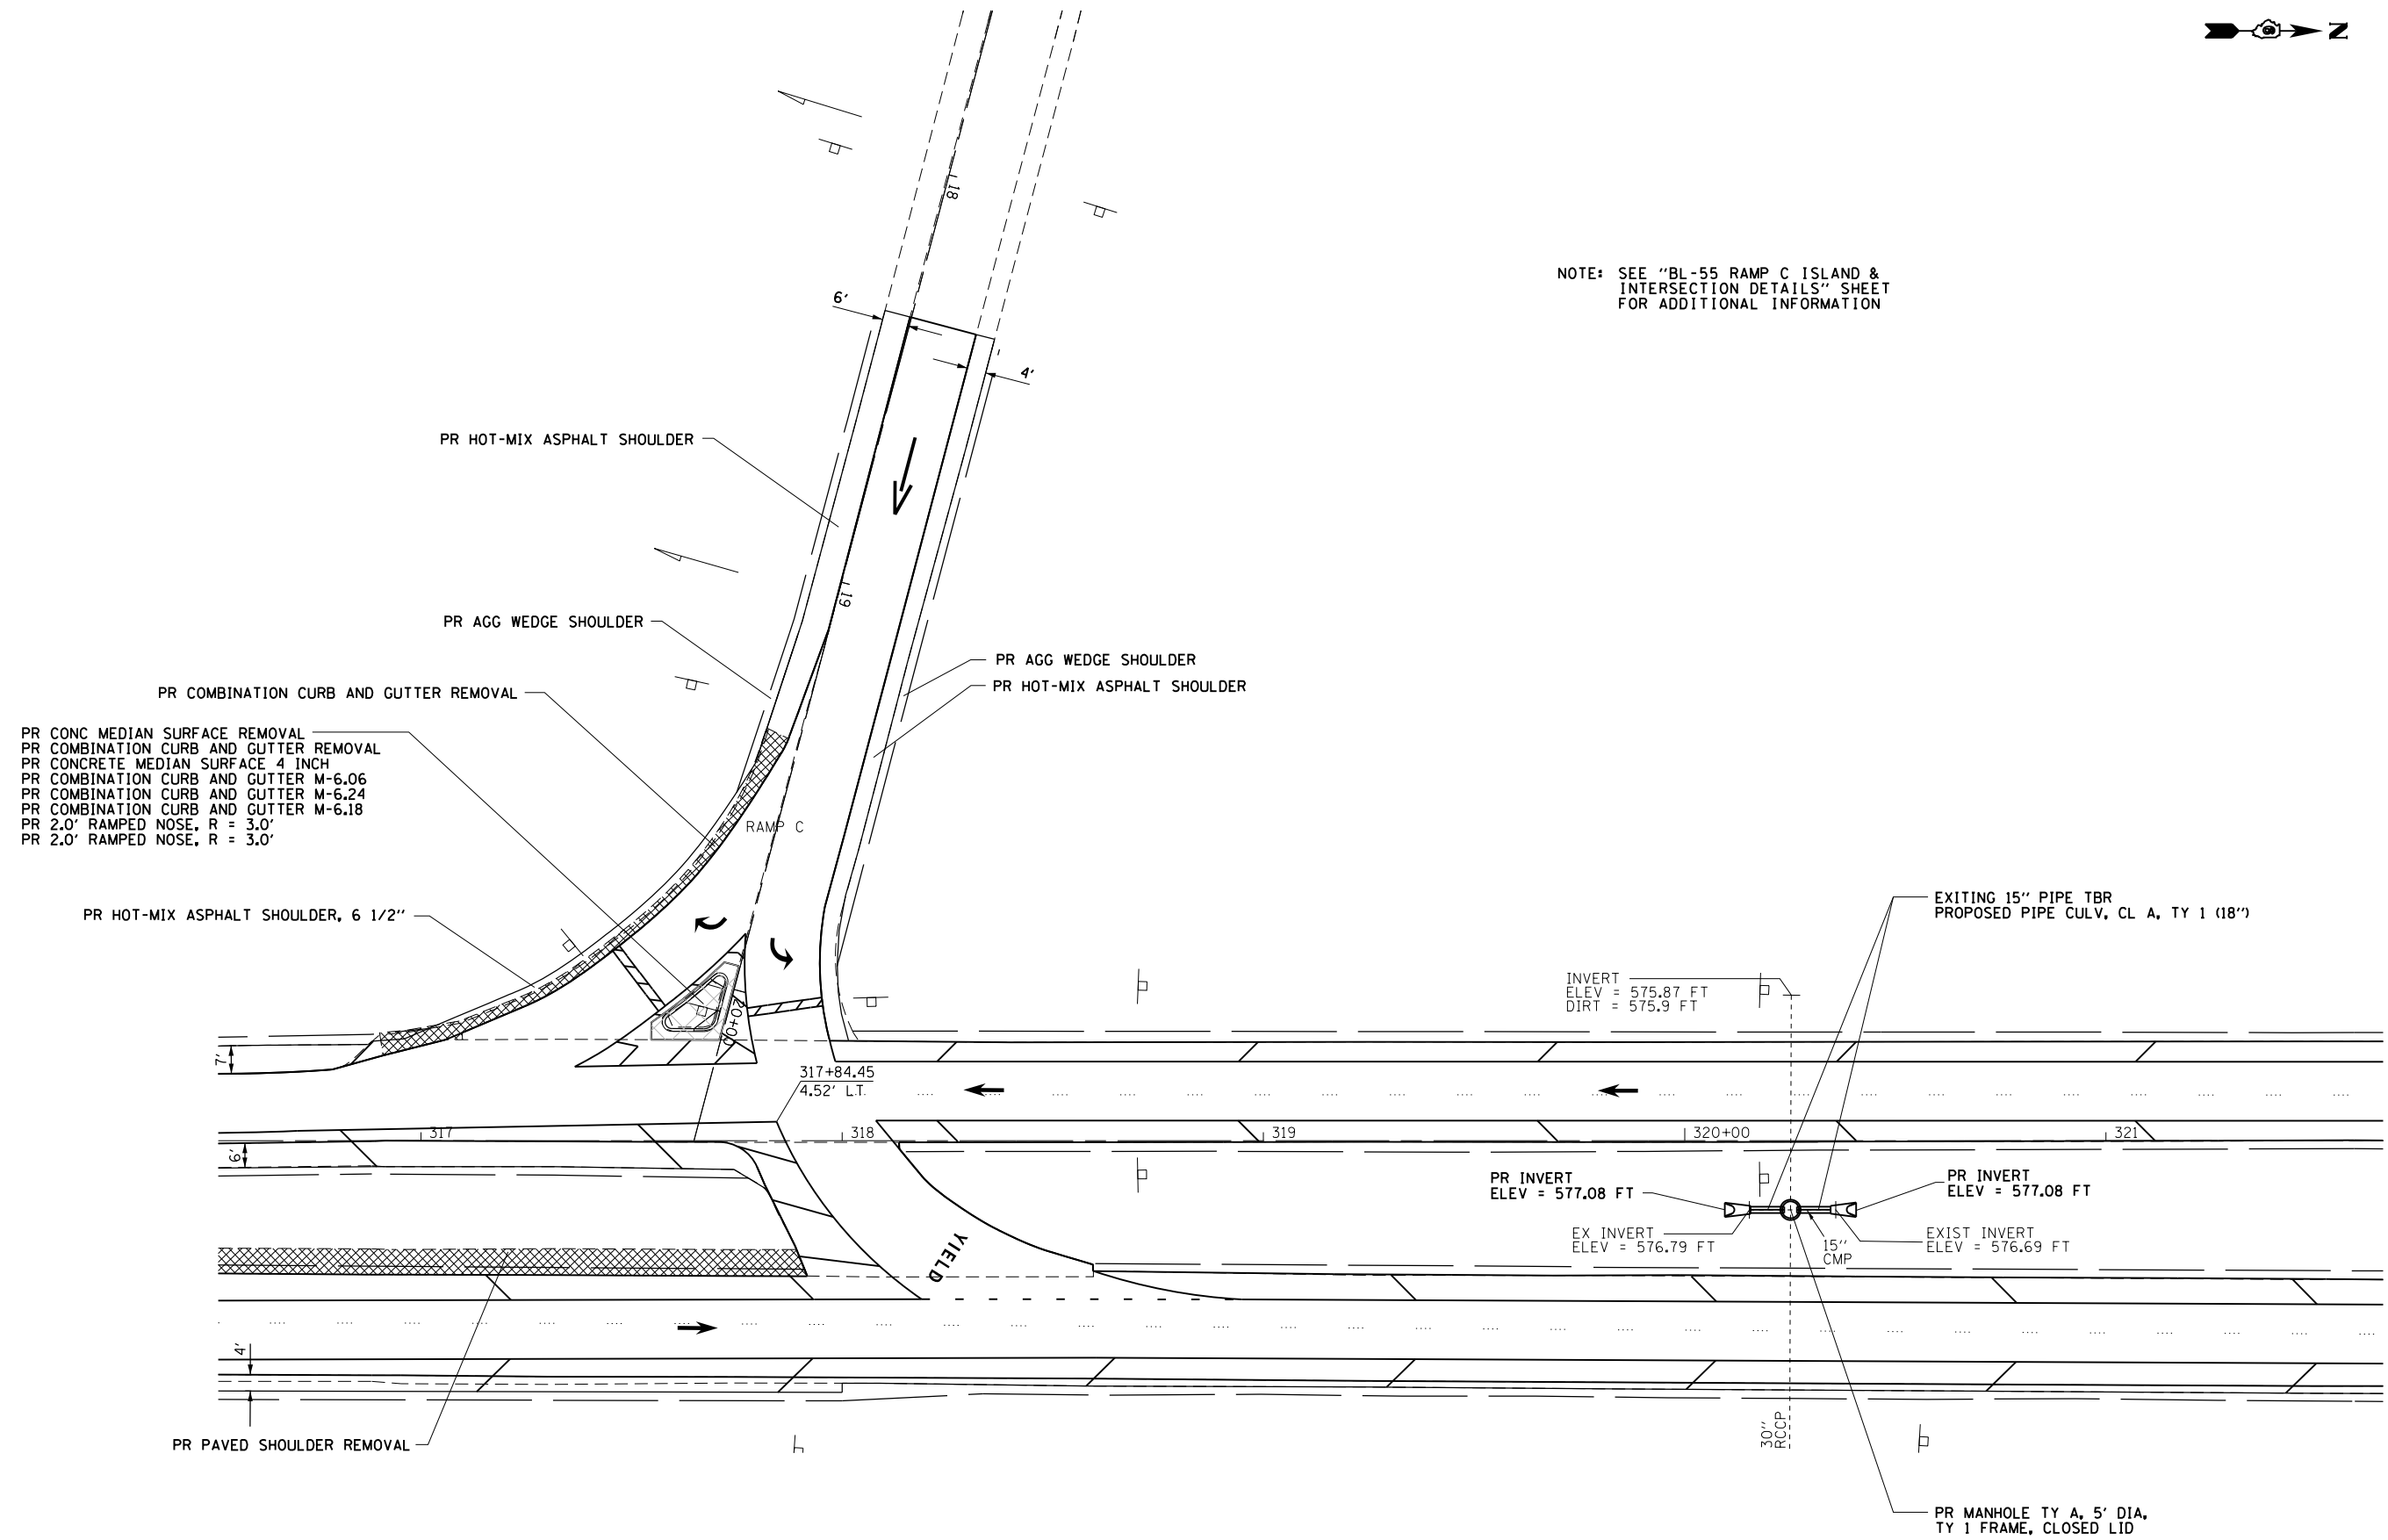 N
18
NOTE: SEE "BL-55 RAMP C ISLAND &
INTERSECTION DETAILS" SHEET
FOR ADDITIONAL INFORMATION
6'
4'
PR HOT-MIX ASPHALT SHOULDER
19
PR AGG WEDGE SHOULDER
PR AGG WEDGE SHOULDER
PR HOT-MIX ASPHALT SHOULDER
PR COMBINATION CURB AND GUTTER REMOVAL
PR CONC MEDIAN SURFACE REMOVAL
PR COMBINATION CURB AND GUTTER REMOVAL
PR CONCRETE MEDIAN SURFACE 4 INCH
PR COMBINATION CURB AND GUTTER M-6.06
PR COMBINATION CURB AND GUTTER M-6.24
PR COMBINATION CURB AND GUTTER M-6.18
PR 2.0' RAMPED NOSE, R = 3.0'
PR 2.0' RAMPED NOSE, R = 3.0'
RAMP C
PR HOT-MIX ASPHALT SHOULDER, 6 1/2"
EXITING 15" PIPE TBR
PROPOSED PIPE CULV, CL A, TY 1 (18")
INVERT
ELEV = 575.87 FT
DIRT = 575.9 FT
20+00
7'
317+84.45
4.52' LT.
317
318
319
320+00
321
6'
PR INVERT
ELEV = 577.08 FT
PR INVERT
ELEV = 577.08 FT
EX INVERT
ELEV = 576.79 FT
15"
CMP
EXIST INVERT
ELEV = 576.69 FT
YIELD
4'
PR PAVED SHOULDER REMOVAL
30"
RCCP
PR MANHOLE TY A, 5' DIA,
TY 1 FRAME, CLOSED LID